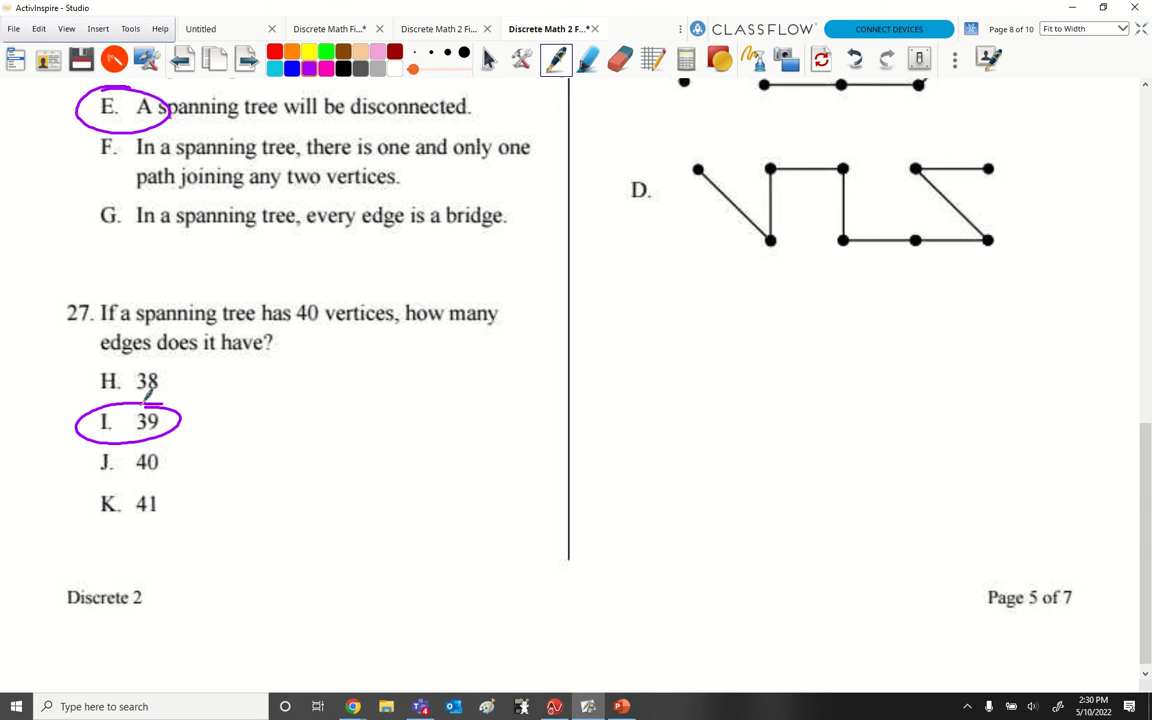 ActivInspire - Studio
File Edit View Insert Tools Help
Untitled
Discrete Math Fi...*
Discrete Math 2 Fi...
Discrete Math 2 F...*
CLASSFLOW
CONNECT DEVICES
Page 8 of 10
Fit to Width
E. A spanning tree will be disconnected.
F. In a spanning tree, there is one and only one
path joining any two vertices.
G. In a spanning tree, every edge is a bridge.
D.
27. If a spanning tree has 40 vertices, how many
edges does it have?
H. 38
I. 39
J. 40
K. 41
Discrete 2
Page 5 of 7
Type here to search
2:30 PM
5/10/2022